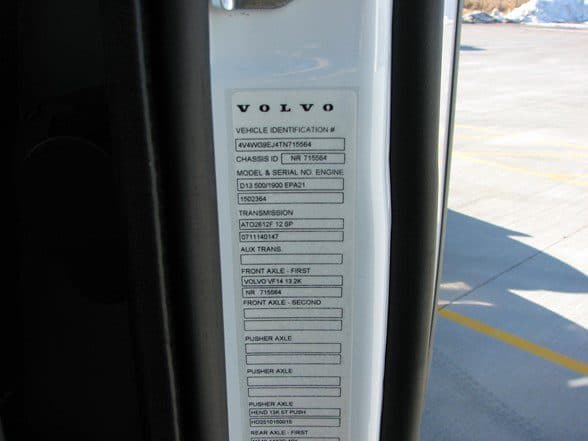 VOLVO
VEHICLE IDENTIFICATION #
4V4WG9EJ4TN715564
CHASSIS ID NR 715564
MODEL & SERIAL NO. ENGINE
D13 500/1900 EPA21
1502364
TRANSMISSION
ATO2612F 12 SP
0711140147
AUX TRANS.
FRONT AXLE - FIRST
VOLVO VF14 13.2K
NR 715564
FRONT AXLE - SECOND
PUSHER AXLE
PUSHER AXLE
PUSHER AXLE
HEND 13K ST PUSH
HD2510150015
REAR AXLE - FIRST